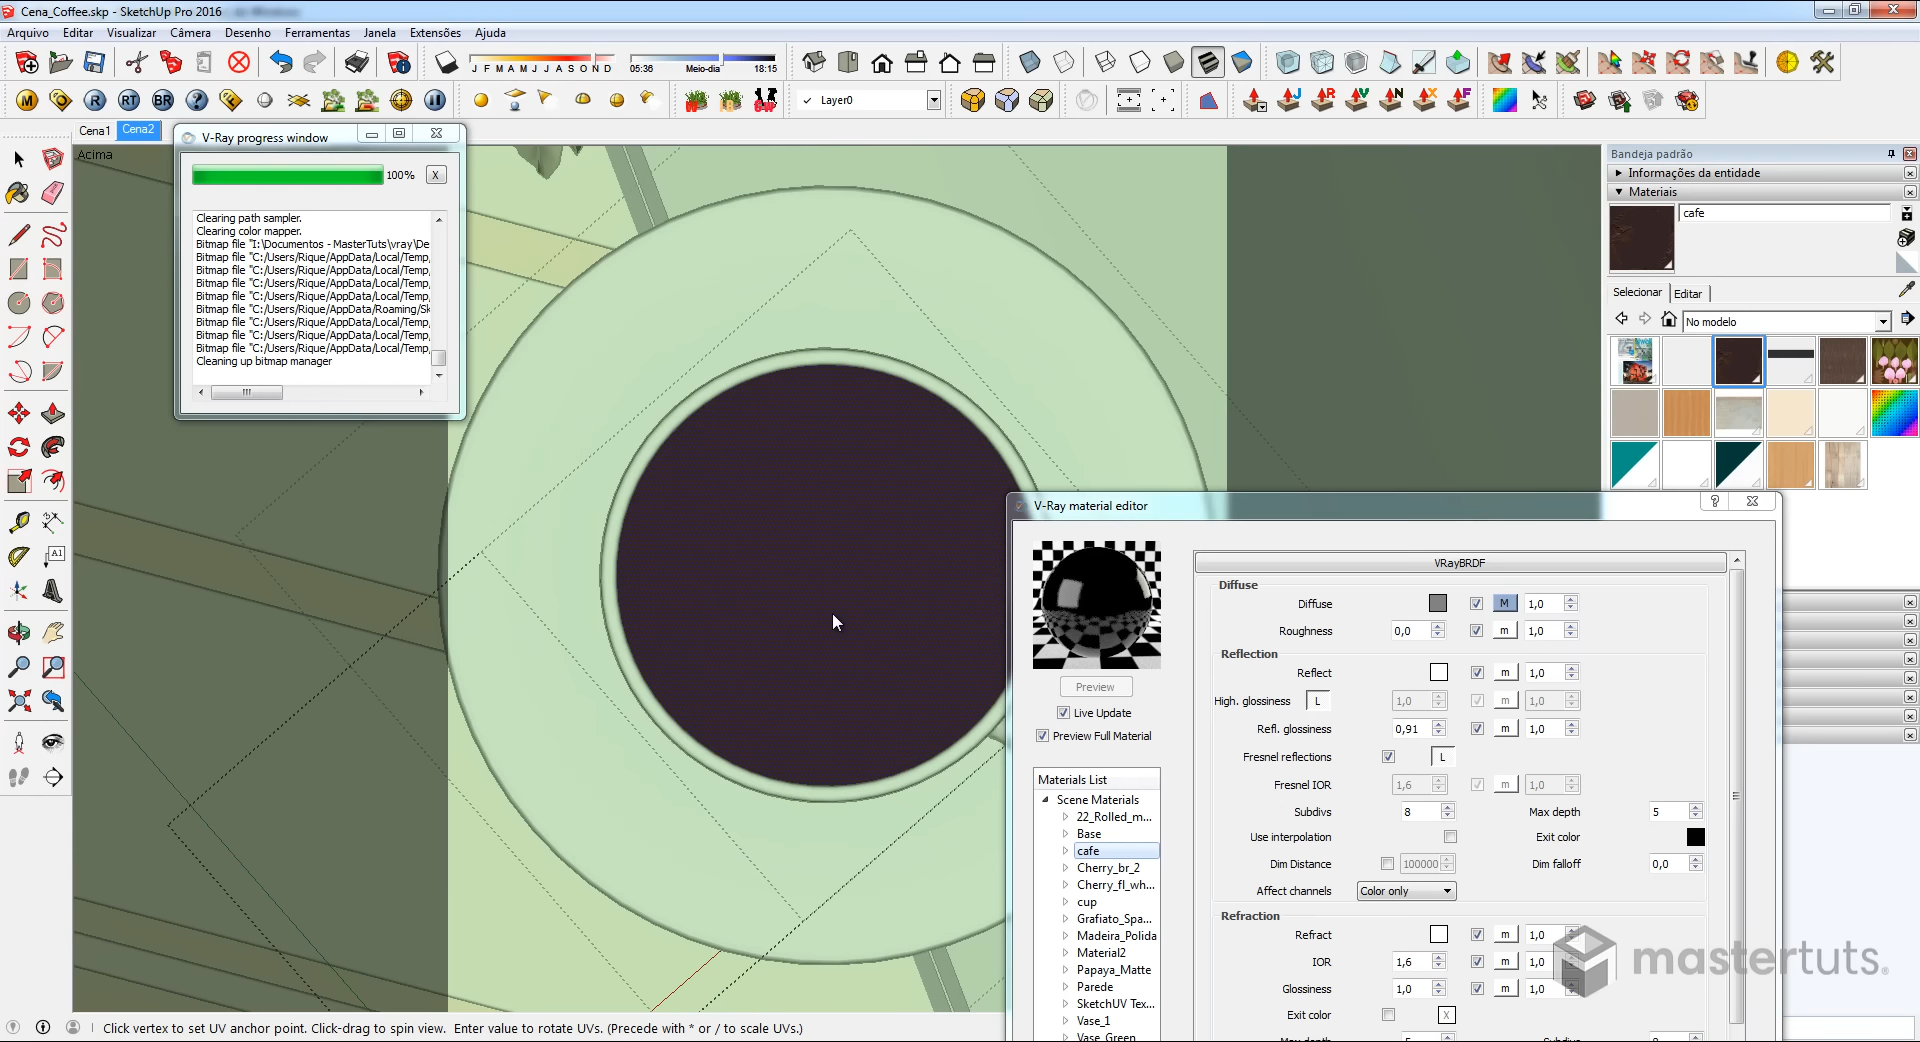 Cena_Coffee.skp - SketchUp Pro 2016
Arquivo Editar Visualizar Câmera Desenho Ferramentas Janela Extensões Ajuda
J F M A M J J A S O N D 05:36 Meio-dia 18:15
M O R RT BR ? F Layer0 J R V N X F
Cena1 Cena2
Acima
V-Ray progress window
100% X
Clearing path sampler.
Clearing color mapper.
Bitmap file "I:\Documentos - MasterTuts\vray\De
Bitmap file "C:/Users/Rique/AppData/Local/Temp,
Bitmap file "C:/Users/Rique/AppData/Local/Temp,
Bitmap file "C:/Users/Rique/AppData/Local/Temp,
Bitmap file "C:/Users/Rique/AppData/Local/Temp,
Bitmap file "C:/Users/Rique/AppData/Roaming/Sk
Bitmap file "C:/Users/Rique/AppData/Local/Temp,
Bitmap file "C:/Users/Rique/AppData/Local/Temp,
Bitmap file "C:/Users/Rique/AppData/Local/Temp,
Cleaning up bitmap manager
A1
Bandeja padrão
Informações da entidade
Materiais
cafe
Selecionar Editar
No modelo
V-Ray material editor
Preview
Live Update
Preview Full Material
Materials List
Scene Materials
22_Rolled_m...
Base
cafe
Cherry_br_2
Cherry_fl_wh...
cup
Grafiato_Spa...
Madeira_Polida
Material2
Papaya_Matte
Parede
SketchUV Tex...
Vase_1
Vase_Green
VRayBRDF
Diffuse
Diffuse M 1,0
Roughness 0,0 m 1,0
Reflection
Reflect m 1,0
High. glossiness L 1,0 m 1,0
Refl. glossiness 0,91 m 1,0
Fresnel reflections L
Fresnel IOR 1,6 m 1,0
Subdivs 8 Max depth 5
Use interpolation Exit color
Dim Distance 100000 Dim falloff 0,0
Affect channels Color only
Refraction
Refract m 1,0
IOR 1,6 m 1,0
Glossiness 1,0 m 1,0
Exit color X
mastertuts.
Click vertex to set UV anchor point. Click-drag to spin view. Enter value to rotate UVs. (Precede with * or / to scale UVs.)